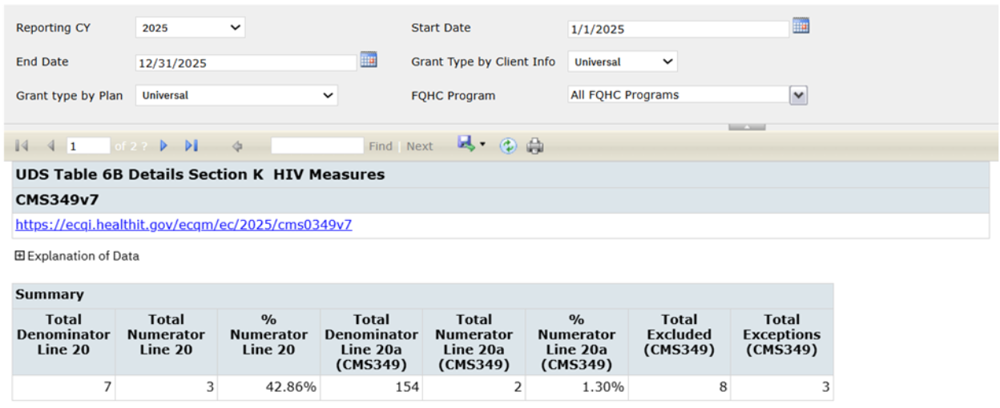 Reporting CY 2025 Start Date 1/1/2025
End Date 12/31/2025 Grant Type by Client Info Universal
Grant type by Plan Universal FQHC Program All FQHC Programs
1 of 2 ? Find | Next
UDS Table 6B Details Section K HIV Measures
CMS349v7
https://ecqi.healthit.gov/ecqm/ec/2025/cms0349v7
Explanation of Data
Summary
Total Denominator Line 20 Total Numerator Line 20 % Numerator Line 20 Total Denominator Line 20a (CMS349) Total Numerator Line 20a (CMS349) % Numerator Line 20a (CMS349) Total Excluded (CMS349) Total Exceptions (CMS349)
7 3 42.86% 154 2 1.30% 8 3